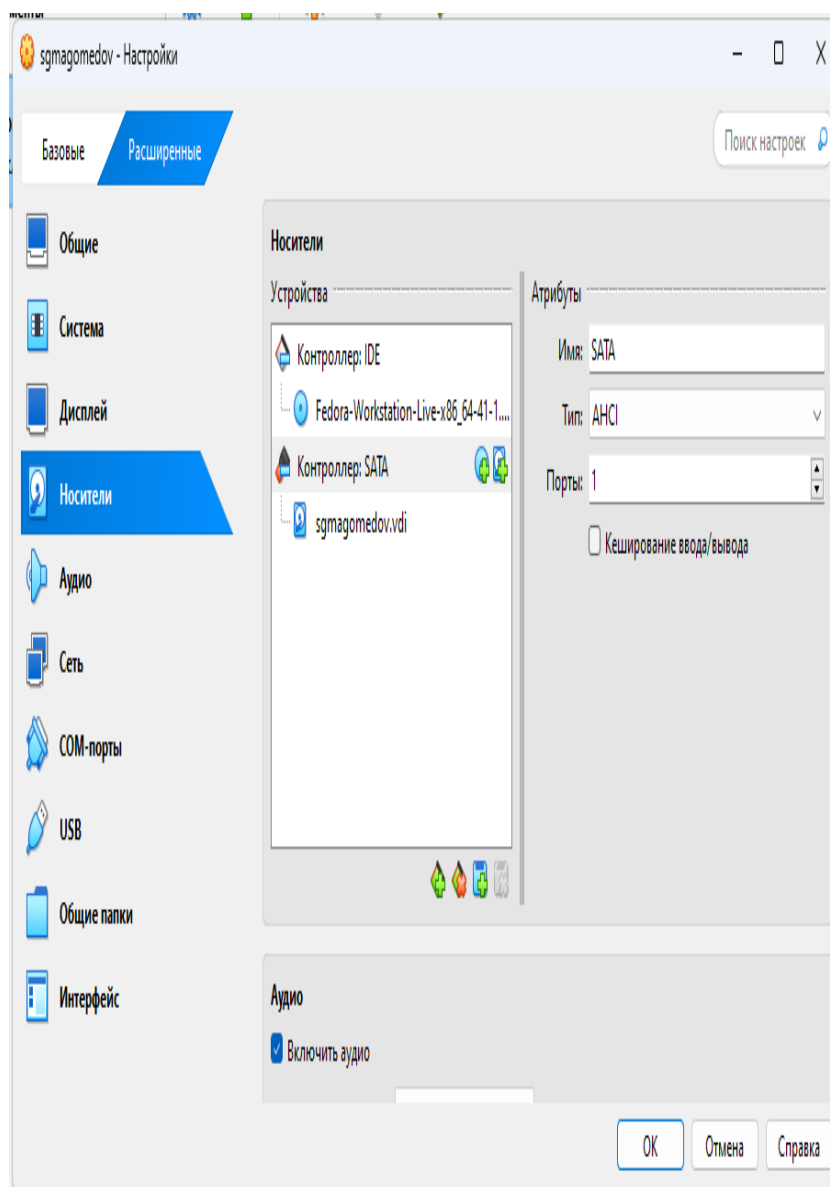 sgmagomedov - Настройки
Базовые
Расширенные
Поиск настроек
Общие
Система
Дисплей
Носители
Аудио
Сеть
COM-порты
USB
Общие папки
Интерфейс
Носители
Устройства
Контроллер: IDE
Fedora-Workstation-Live-x86_64-41-1....
Контроллер: SATA
sgmagomedov.vdi
Атрибуты
Имя: SATA
Тип: AHCI
Порты: 1
Кеширование ввода/вывода
Аудио
Включить аудио
OK
Отмена
Справка